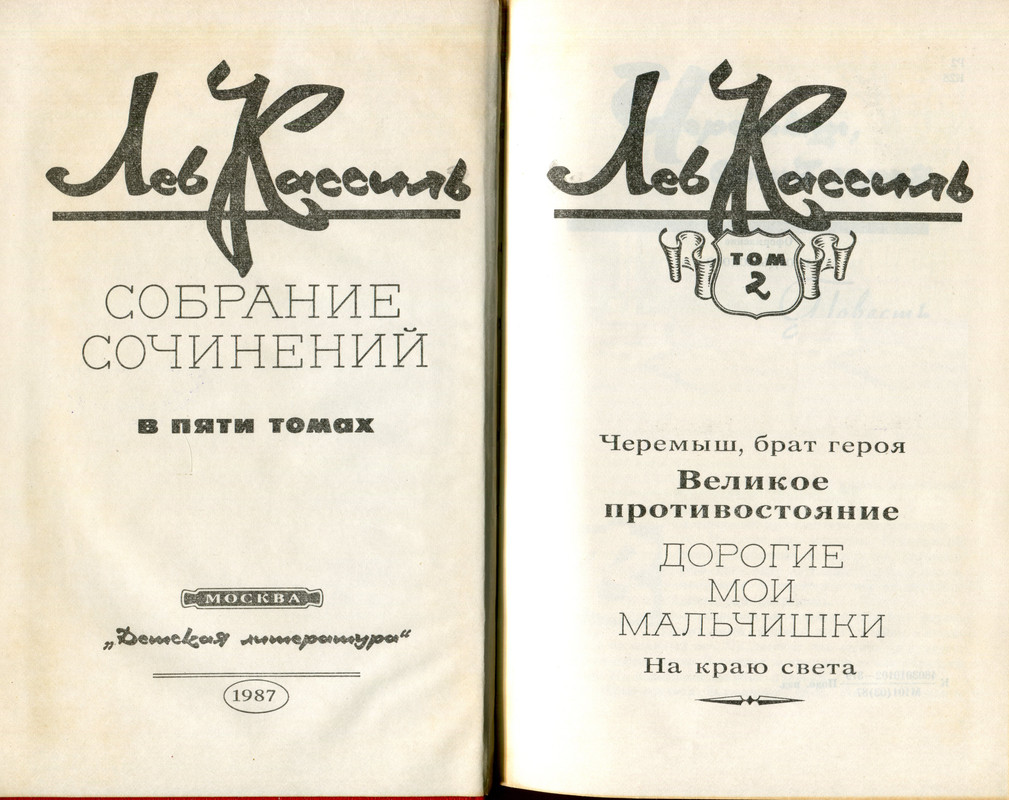 Лев Кассиль
СОБРАНИЕ
СОЧИНЕНИЙ
в пяти томах
МОСКВА
„Детская литература“
1987
Лев Кассиль
ТОМ
2
Черемыш, брат героя
Великое
противостояние
ДОРОГИЕ
МОИ
МАЛЬЧИШКИ
На краю света